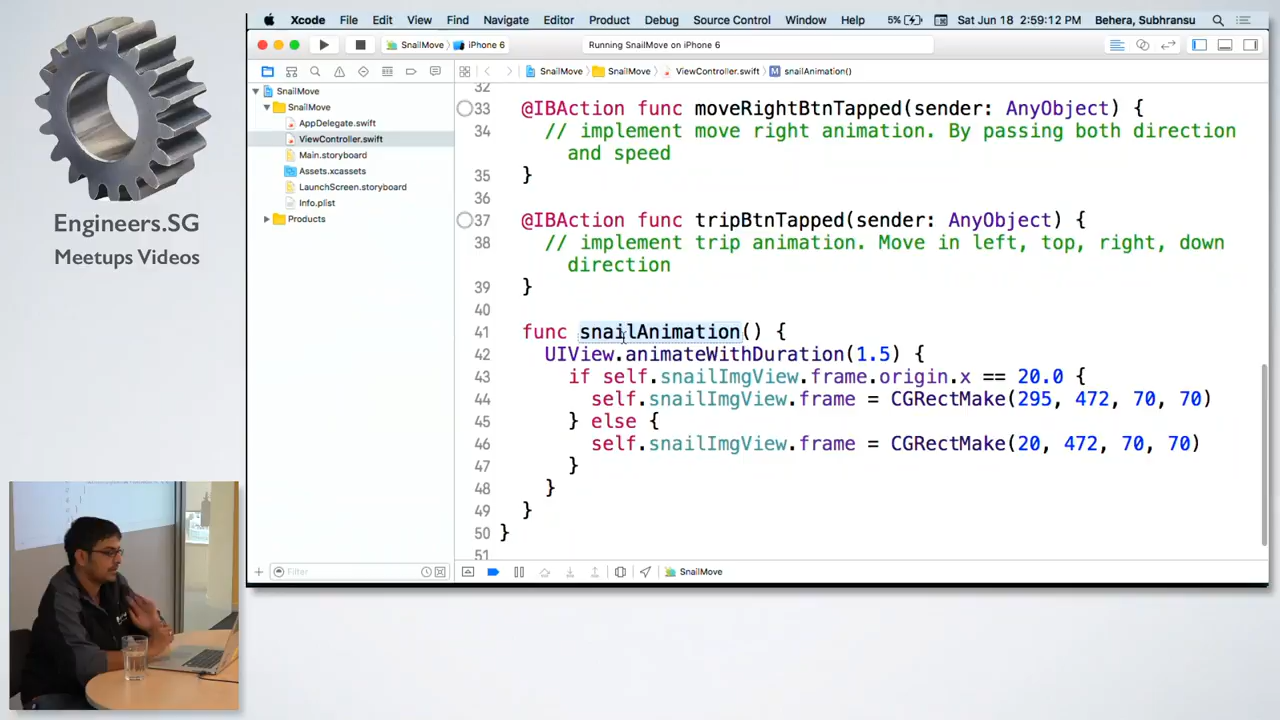 Xcode File Edit View Find Navigate Editor Product Debug Source Control Window Help 5% Sat Jun 18 2:59:12 PM Behera, Subhransu
SnailMove iPhone 6 Running SnailMove on iPhone 6
SnailMove SnailMove ViewController.swift M snailAnimation()
SnailMove
SnailMove
AppDelegate.swift
ViewController.swift
Main.storyboard
Assets.xcassets
LaunchScreen.storyboard
Info.plist
Products
Filter
32
33 @IBAction func moveRightBtnTapped(sender: AnyObject) {
34 // implement move right animation. By passing both direction
and speed
35 }
36
37 @IBAction func tripBtnTapped(sender: AnyObject) {
38 // implement trip animation. Move in left, top, right, down
direction
39 }
40
41 func snailAnimation() {
42 UIView.animateWithDuration(1.5) {
43 if self.snailImgView.frame.origin.x == 20.0 {
44 self.snailImgView.frame = CGRectMake(295, 472, 70, 70)
45 } else {
46 self.snailImgView.frame = CGRectMake(20, 472, 70, 70)
47 }
48 }
49 }
50 }
51
SnailMove
Engineers.SG
Meetups Videos